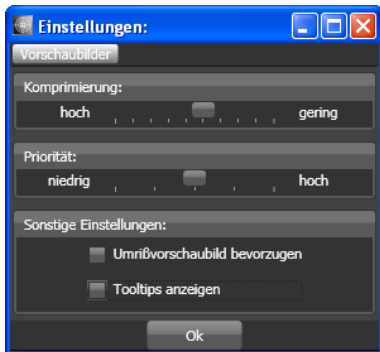 Einstellungen:
Vorschaubilder
Komprimierung:
hoch gering
Priorität:
niedrig hoch
Sonstige Einstellungen:
Umrißvorschaubild bevorzugen
Tooltips anzeigen
Ok